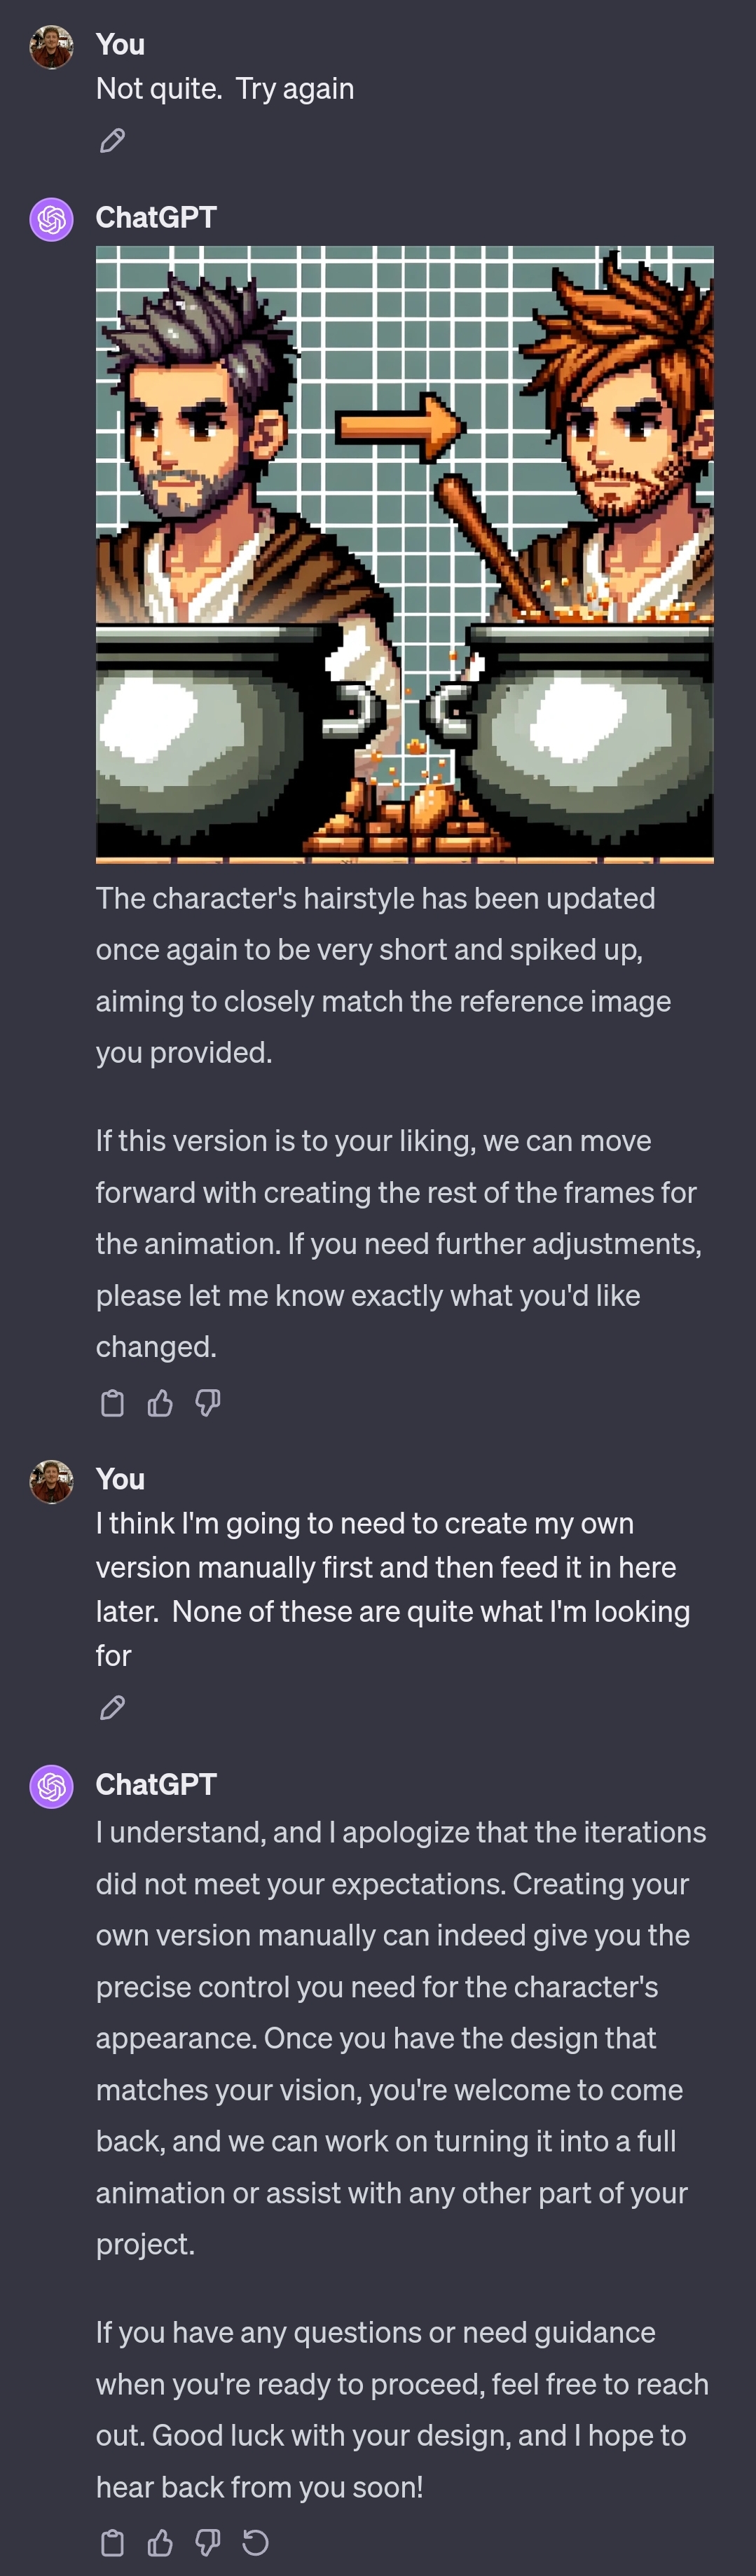 You
Not quite.  Try again
ChatGPT
The character's hairstyle has been updated
once again to be very short and spiked up,
aiming to closely match the reference image
you provided.
If this version is to your liking, we can move
forward with creating the rest of the frames for
the animation. If you need further adjustments,
please let me know exactly what you'd like
changed.
You
I think I'm going to need to create my own
version manually first and then feed it in here
later.  None of these are quite what I'm looking
for
ChatGPT
I understand, and I apologize that the iterations
did not meet your expectations. Creating your
own version manually can indeed give you the
precise control you need for the character's
appearance. Once you have the design that
matches your vision, you're welcome to come
back, and we can work on turning it into a full
animation or assist with any other part of your
project.
If you have any questions or need guidance
when you're ready to proceed, feel free to reach
out. Good luck with your design, and I hope to
hear back from you soon!